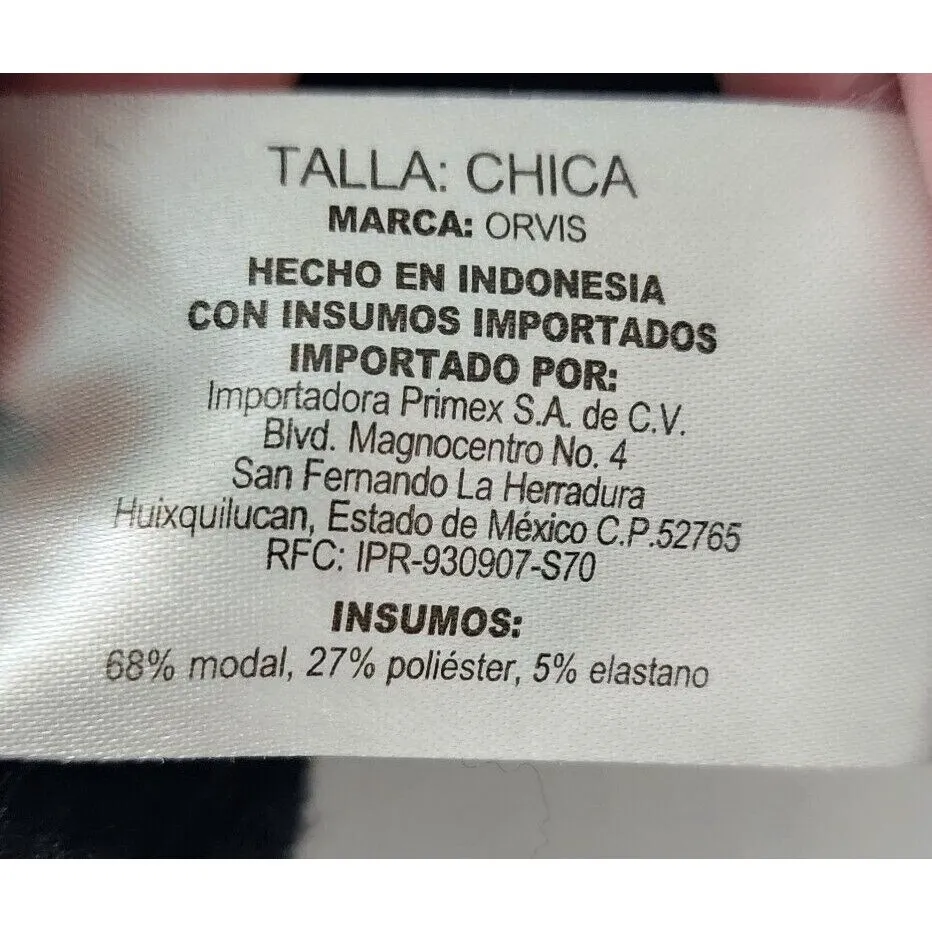 TALLA: CHICA
MARCA: ORVIS
HECHO EN INDONESIA
CON INSUMOS IMPORTADOS
IMPORTADO POR:
Importadora Primex S.A. de C.V.
Blvd. Magnocentro No. 4
San Fernando La Herradura
Huixquilucan, Estado de México C.P.52765
RFC: IPR-930907-S70
INSUMOS:
68% modal, 27% poliéster, 5% elastano